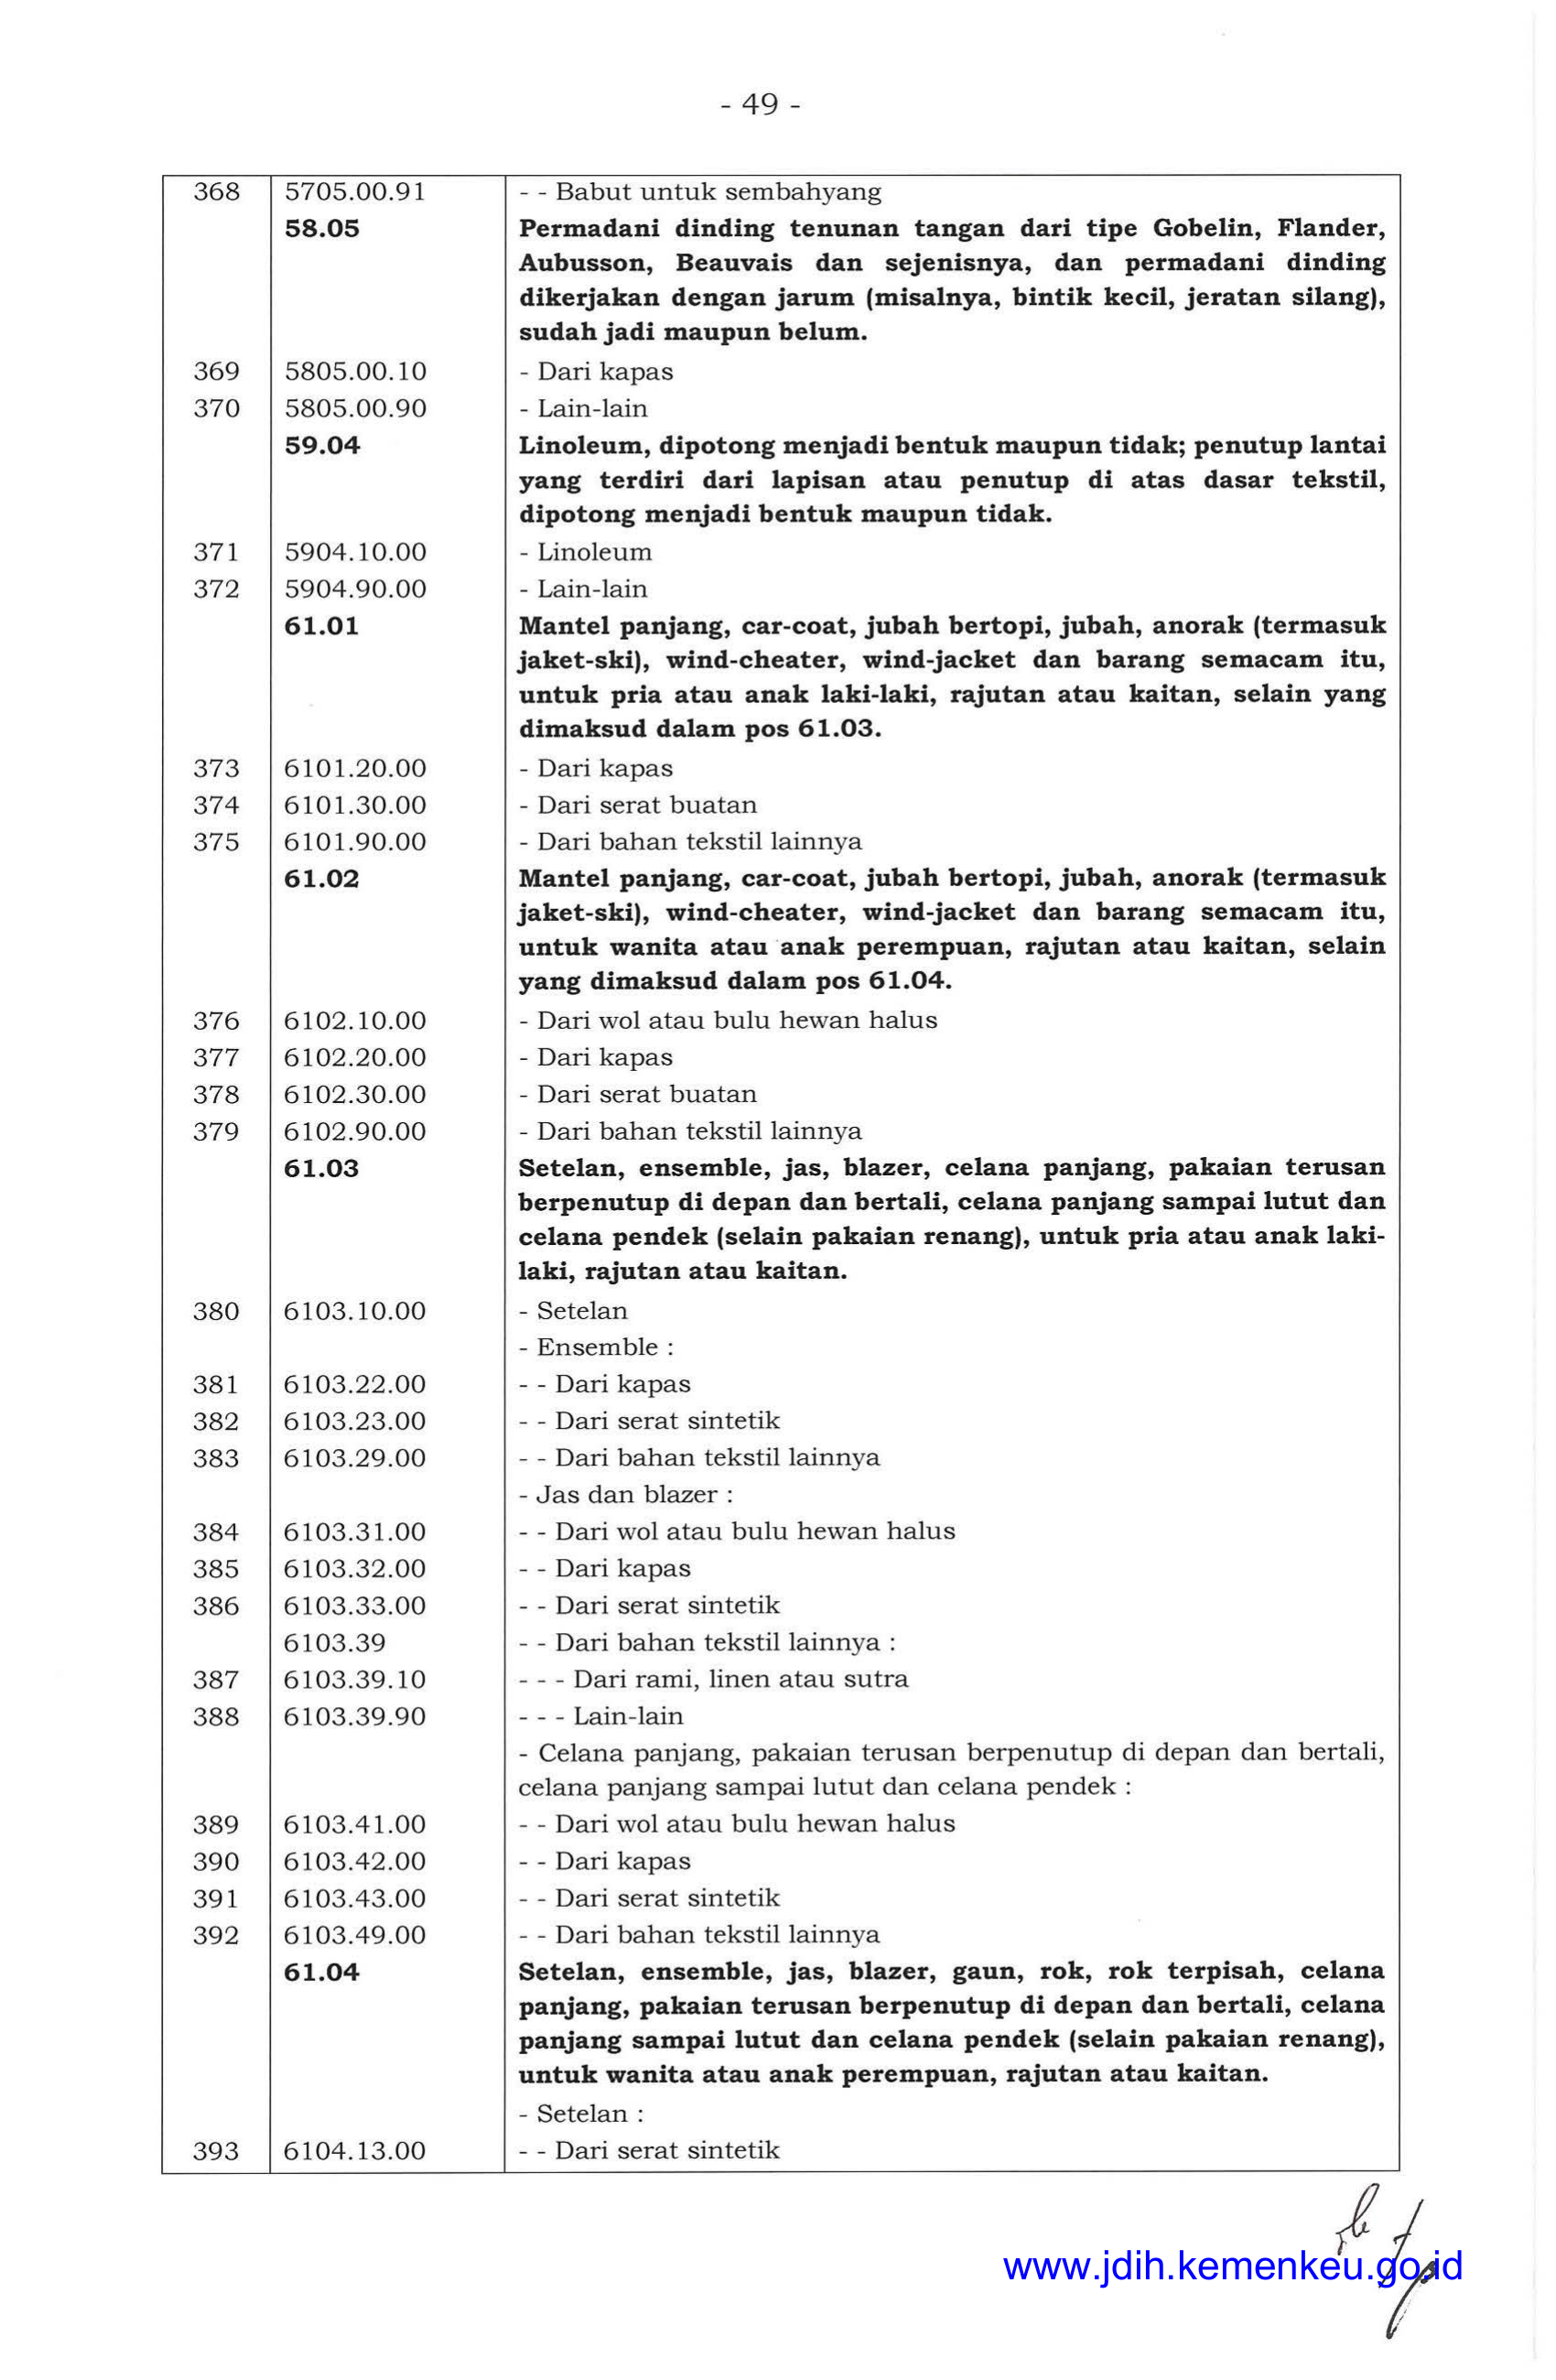 - 49 -
368 5705.00.91 - - Babut untuk sembahyang
58.05 Permadani dinding tenunan tangan dari tipe Gobelin, Flander,
Aubusson, Beauvais dan sejenisnya, dan permadani dinding
dikerjakan dengan jarum (misalnya, bintik kecil, jeratan silang),
sudah jadi maupun belum.
369 5805.00.10 - Dari kapas
370 5805.00.90 - Lain-lain
59.04 Linoleum, dipotong menjadi bentuk maupun tidak; penutup lantai
yang terdiri dari lapisan atau penutup di atas dasar tekstil,
dipotong menjadi bentuk maupun tidak.
371 5904.10.00 - Linoleum
372 5904.90.00 - Lain-lain
61.01 Mantel panjang, car-coat, jubah bertopi, jubah, anorak (termasuk
jaket-ski), wind-cheater, wind-jacket dan barang semacam itu,
untuk pria atau anak laki-laki, rajutan atau kaitan, selain yang
dimaksud dalam pos 61.03.
373 6101.20.00 - Dari kapas
374 6101.30.00 - Dari serat buatan
375 6101.90.00 - Dari bahan tekstil lainnya
61.02 Mantel panjang, car-coat, jubah bertopi, jubah, anorak (termasuk
jaket-ski), wind-cheater, wind-jacket dan barang semacam itu,
untuk wanita atau anak perempuan, rajutan atau kaitan, selain
yang dimaksud dalam pos 61.04.
376 6102.10.00 - Dari wol atau bulu hewan halus
377 6102.20.00 - Dari kapas
378 6102.30.00 - Dari serat buatan
379 6102.90.00 - Dari bahan tekstil lainnya
61.03 Setelan, ensemble, jas, blazer, celana panjang, pakaian terusan
berpenutup di depan dan bertali, celana panjang sampai lutut dan
celana pendek (selain pakaian renang), untuk pria atau anak laki-
laki, rajutan atau kaitan.
380 6103.10.00 - Setelan
- Ensemble :
381 6103.22.00 - - Dari kapas
382 6103.23.00 - - Dari serat sintetik
383 6103.29.00 - - Dari bahan tekstil lainnya
- Jas dan blazer :
384 6103.31.00 - - Dari wol atau bulu hewan halus
385 6103.32.00 - - Dari kapas
386 6103.33.00 - - Dari serat sintetik
6103.39 - - Dari bahan tekstil lainnya :
387 6103.39.10 - - - Dari rami, linen atau sutra
388 6103.39.90 - - - Lain-lain
- Celana panjang, pakaian terusan berpenutup di depan dan bertali,
celana panjang sampai lutut dan celana pendek :
389 6103.41.00 - - Dari wol atau bulu hewan halus
390 6103.42.00 - - Dari kapas
391 6103.43.00 - - Dari serat sintetik
392 6103.49.00 - - Dari bahan tekstil lainnya
61.04 Setelan, ensemble, jas, blazer, gaun, rok, rok terpisah, celana
panjang, pakaian terusan berpenutup di depan dan bertali, celana
panjang sampai lutut dan celana pendek (selain pakaian renang),
untuk wanita atau anak perempuan, rajutan atau kaitan.
- Setelan :
393 6104.13.00 - - Dari serat sintetik
www.jdih.kemenkeu.go.id